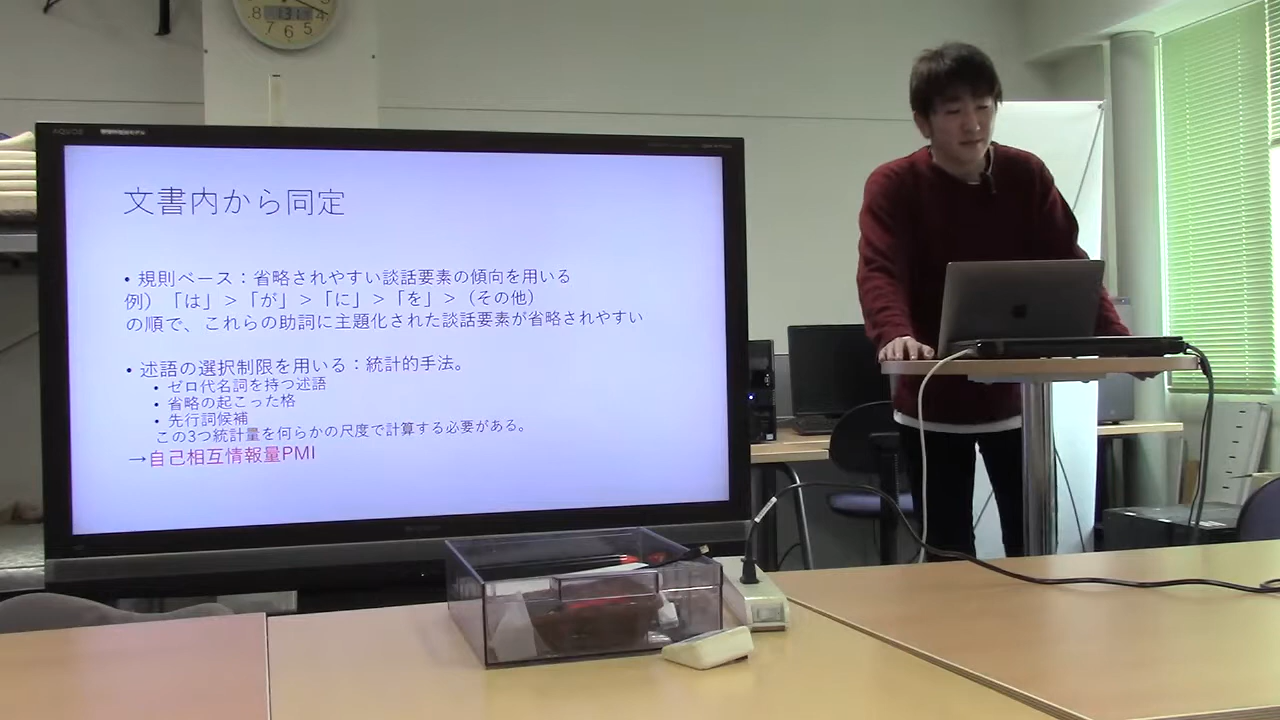 8
131
4
7
6
5
AQUOS
文書内から同定
• 規則ベース：省略されやすい談話要素の傾向を用いる
例）「は」＞「が」＞「に」＞「を」＞（その他）
の順で、これらの助詞に主題化された談話要素が省略されやすい
• 述語の選択制限を用いる：統計的手法。
• ゼロ代名詞を持つ述語
• 省略の起こった格
• 先行詞候補
この3つ統計量を何らかの尺度で計算する必要がある。
→自己相互情報量PMI